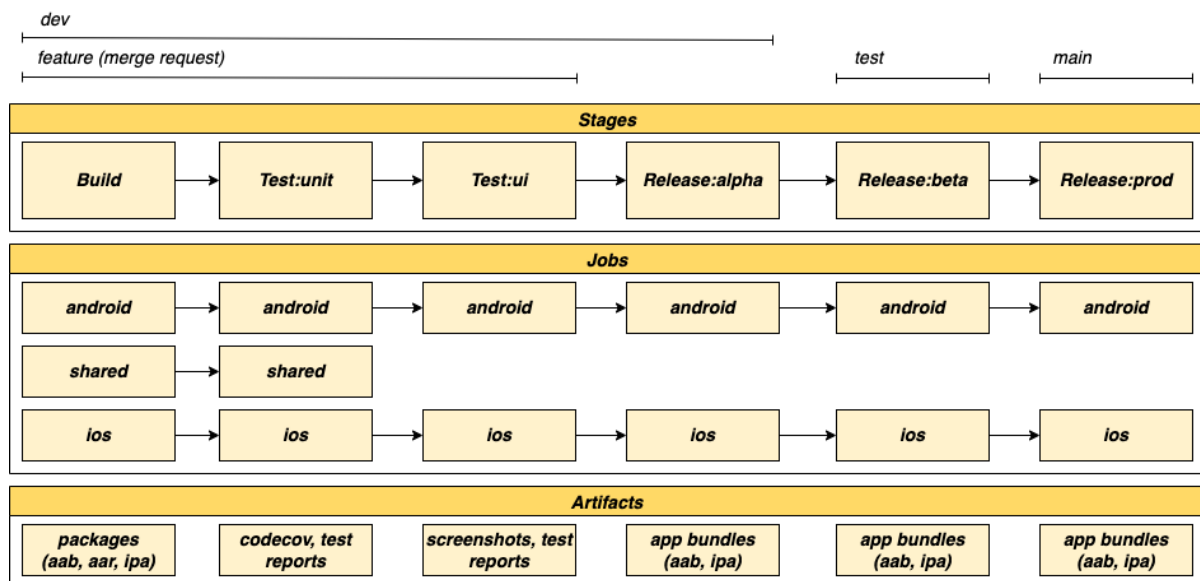 dev
feature (merge request)
test
main
Stages
Build
Test:unit
Test:ui
Release:alpha
Release:beta
Release:prod
Jobs
android
android
android
android
android
android
shared
shared
ios
ios
ios
ios
ios
ios
Artifacts
packages
(aab, aar, ipa)
codecov, test
reports
screenshots, test
reports
app bundles
(aab, ipa)
app bundles
(aab, ipa)
app bundles
(aab, ipa)